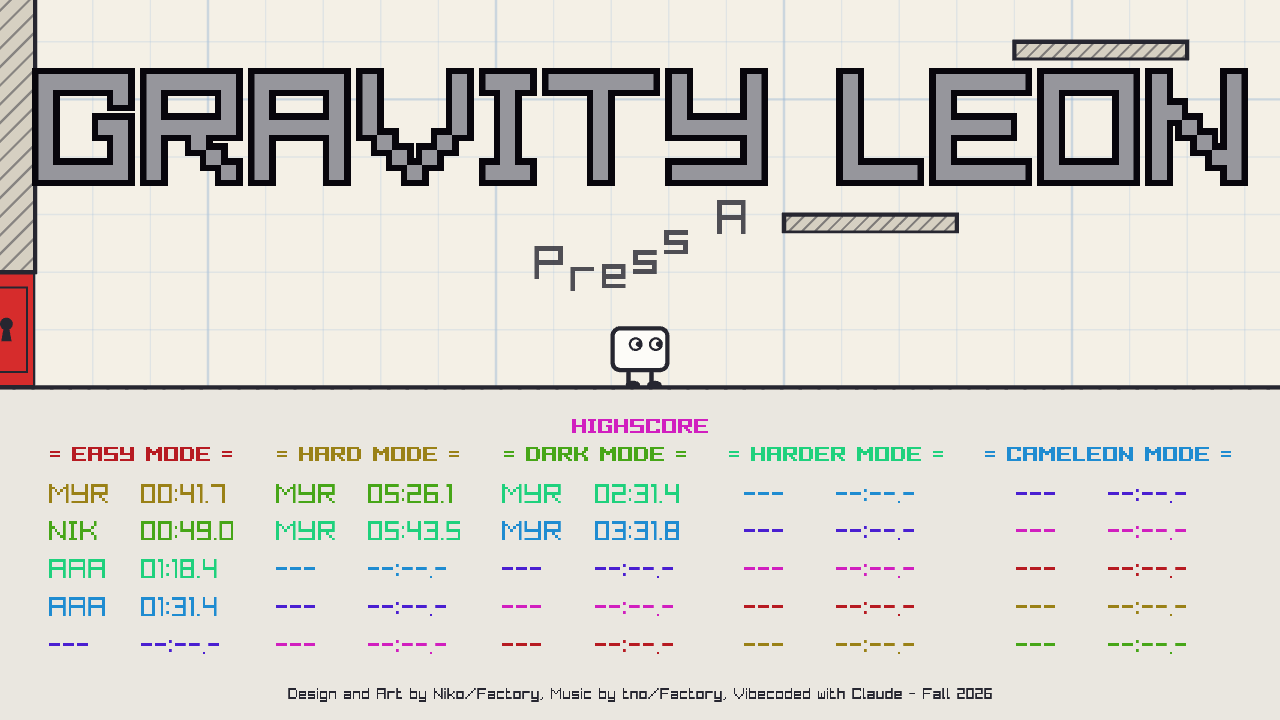 GRAVITY LEON
Press A
HIGHSCORE
= EASY MODE = = HARD MODE = = DARK MODE = = HARDER MODE = = CAMELEON MODE =
MYR 00:41.7 MYR 05:26.1 MYR 02:31.4 --- --:--.- --- --:--.-
NIK 00:49.0 MYR 05:43.5 MYR 03:31.8 --- --:--.- --- --:--.-
AAA 01:18.4 --- --:--.- --- --:--.- --- --:--.- --- --:--.-
AAA 01:31.4 --- --:--.- --- --:--.- --- --:--.- --- --:--.-
--- --:--.- --- --:--.- --- --:--.- --- --:--.- --- --:--.-
Design and Art by Niko/Factory, Music by tno/Factory, Vibecoded with Claude - Fall 2026